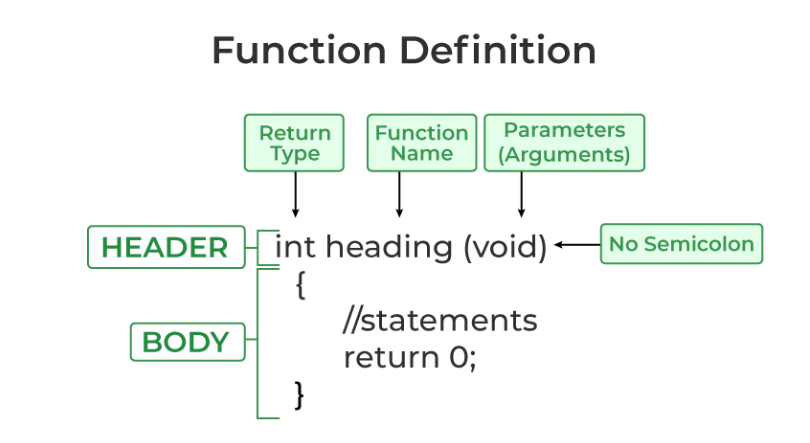 Function Definition
Return
Type
Function
Name
Parameters
(Arguments)
HEADER
int heading (void)
No Semicolon
{
//statements
BODY
return 0;
}